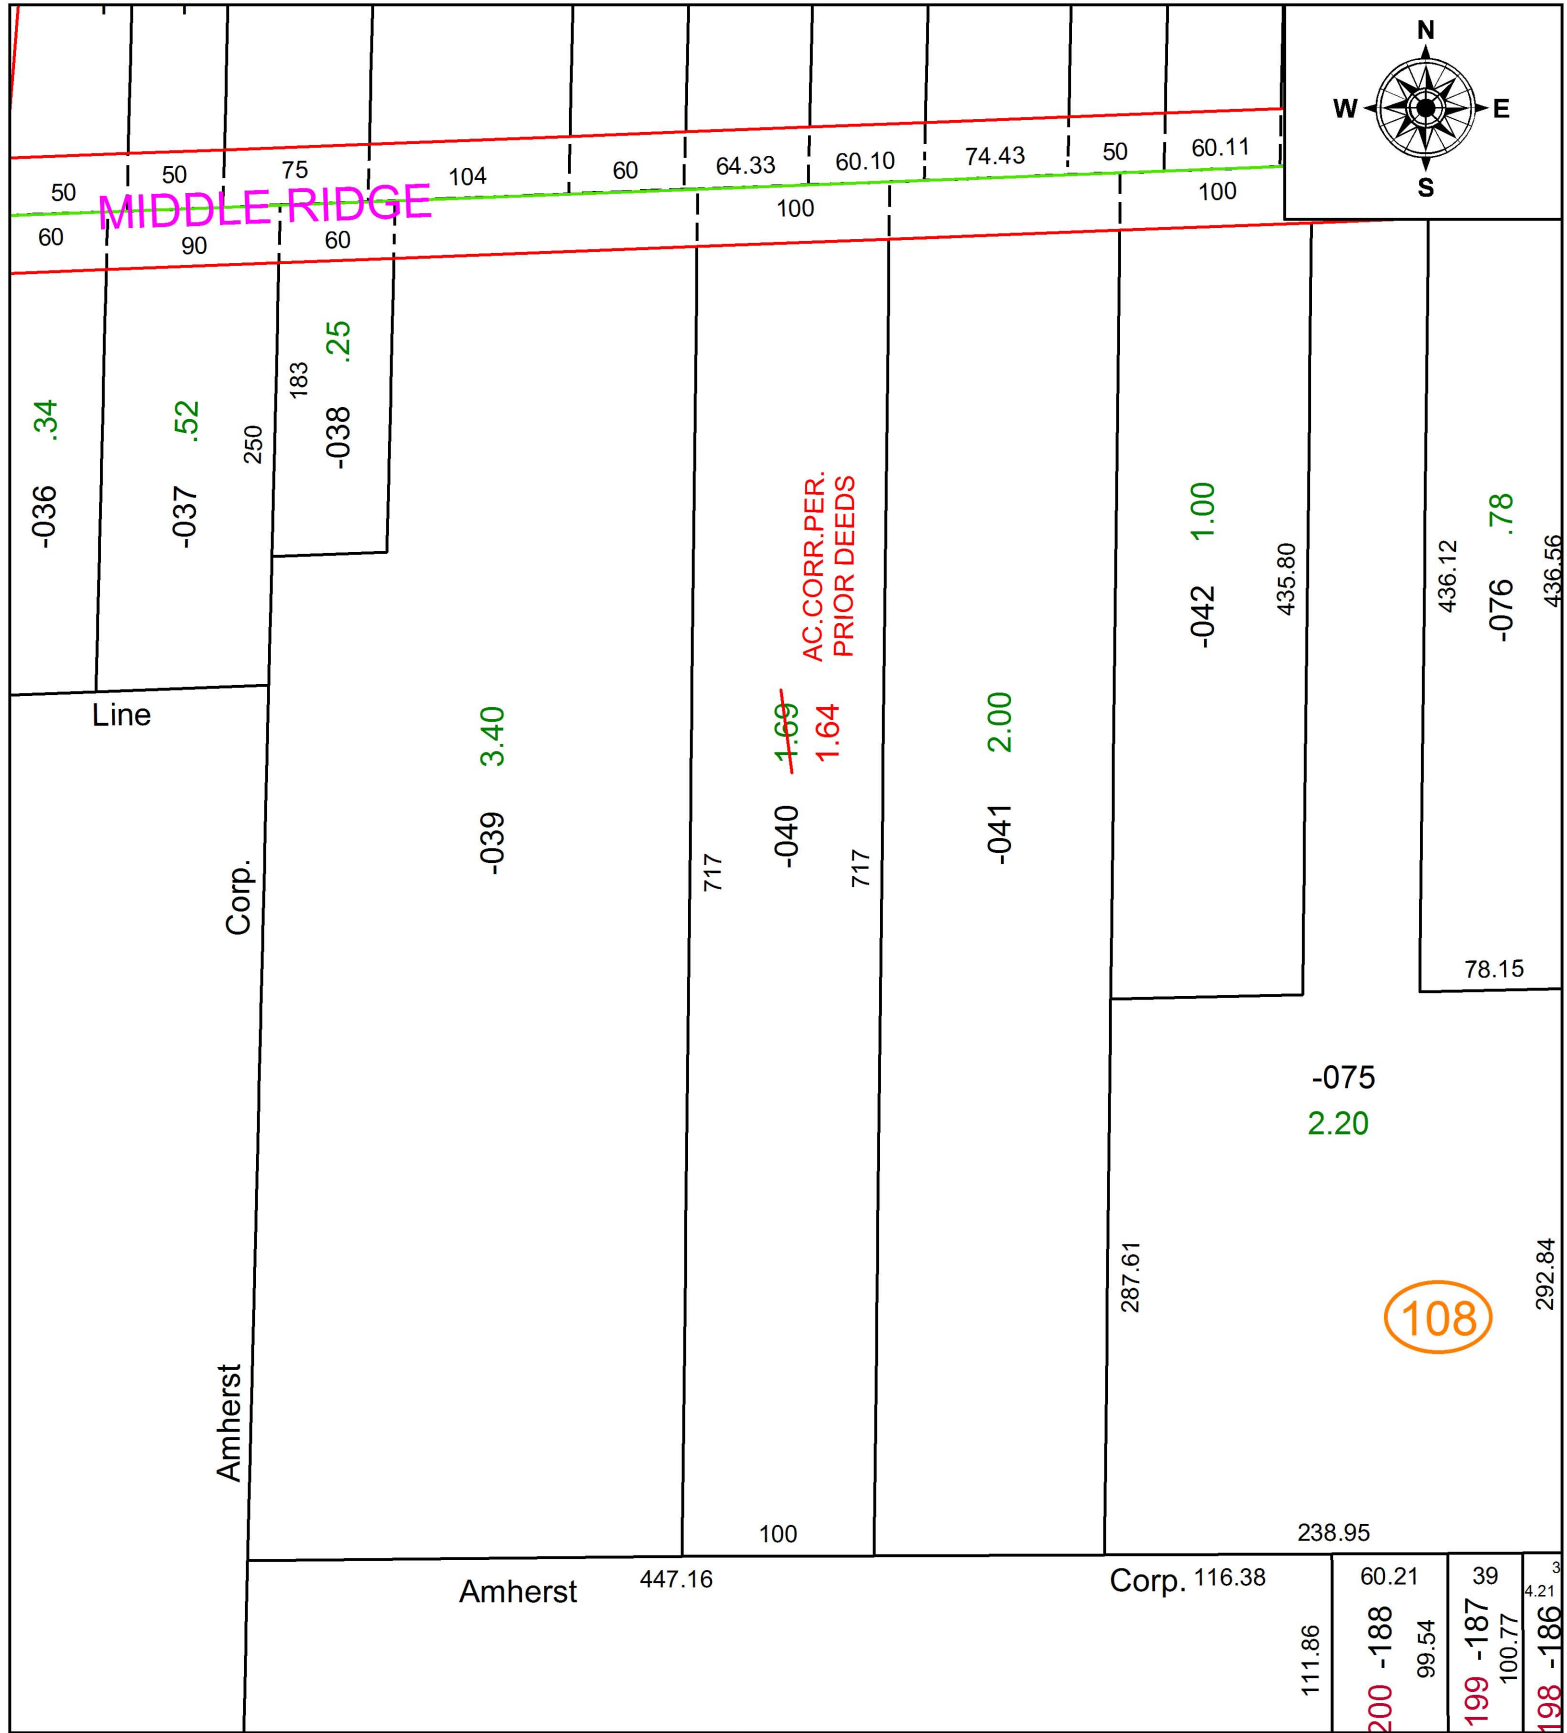 N
W E
S
50 50 75 104 60 64.33 60.10 74.43 50 60.11
MIDDLE RIDGE
60 90 60 100 100
-036 .34
-037 .52
250
183
-038 .25
-039 3.40
717
-040 1.69
1.64
AC.CORR.PER.
PRIOR DEEDS
717
-041 2.00
-042 1.00
435.80
436.12
-076 .78
436.56
78.15
Line
Corp.
Amherst
-075
2.20
287.61
108
292.84
100
238.95
Amherst 447.16 Corp. 116.38
60.21 39 3
4.21
111.86
200 -188
99.54
199 -187
100.77
198 -186